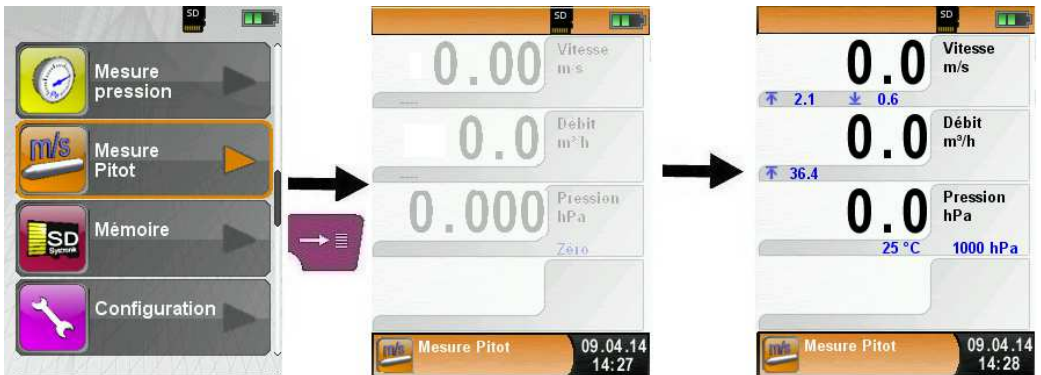 SD
Mesure
pression
m/s
Mesure
Pitot
SD
Mémoire
Configuration
SD
0.00
Vitesse
m/s
----
0.0
Débit
m³/h
----
0.000
Pression
hPa
Zéro
m/s
Mesure Pitot
09.04.14
14:27
SD
0.0
Vitesse
m/s
2.1 0.6
0.0
Débit
m³/h
36.4
0.0
Pression
hPa
25 °C 1000 hPa
m/s
Mesure Pitot
09.04.14
14:28